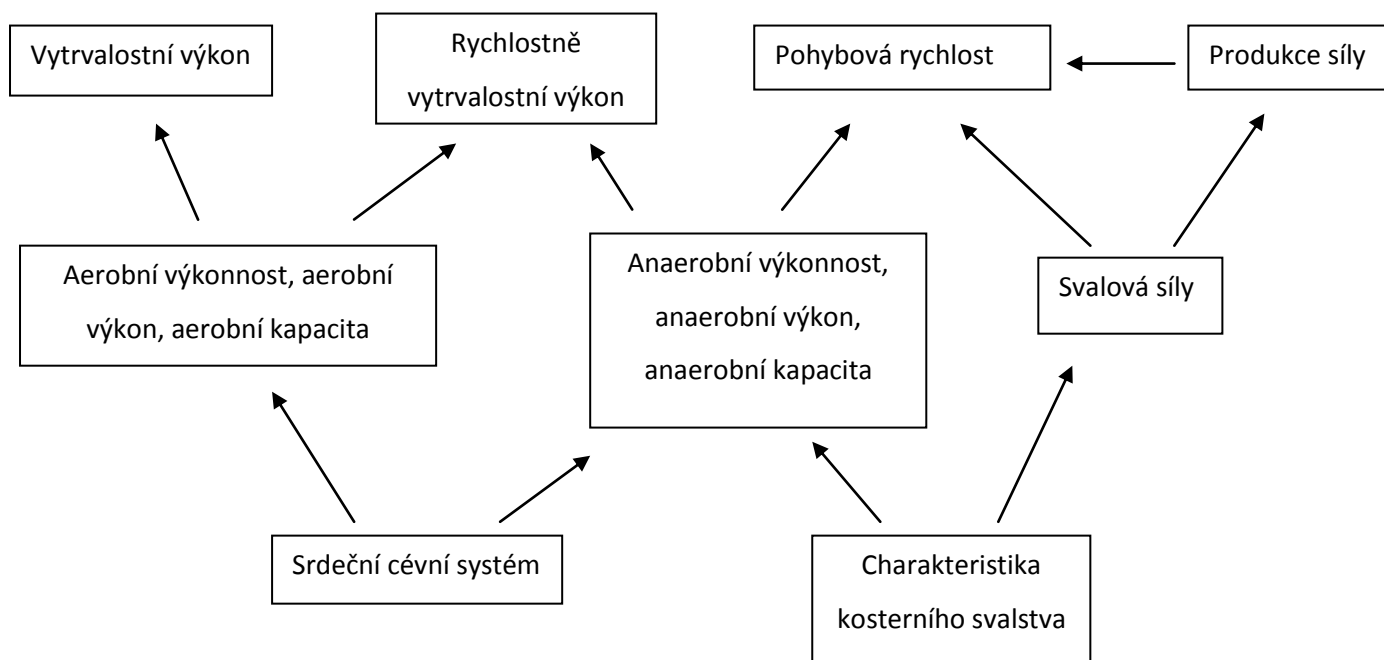 Vytrvalostní výkon
Rychlostně
vytrvalostní výkon
Pohybová rychlost
Produkce síly
Aerobní výkonnost, aerobní
výkon, aerobní kapacita
Anaerobní výkonnost,
anaerobní výkon,
anaerobní kapacita
Svalová síly
Srdeční cévní systém
Charakteristika
kosterního svalstva